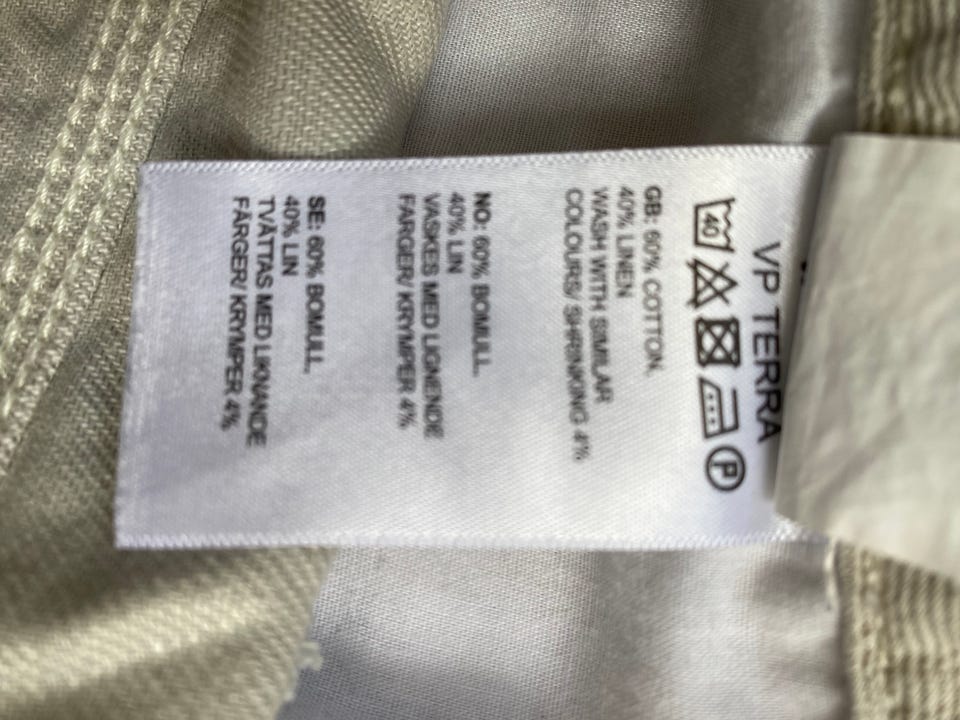 VP TERRA
40
P
GB: 60% COTTON.
40% LINEN
WASH WITH SIMILAR
COLOURS/ SHRINKING 4%
NO: 60% BOMULL.
40% LIN
VASKES MED LIGNENDE
FARGER/ KRYMPER 4%
SE: 60% BOMULL.
40% LIN
TVÄTTAS MED LIKNANDE
FÄRGER/ KRYMPER 4%